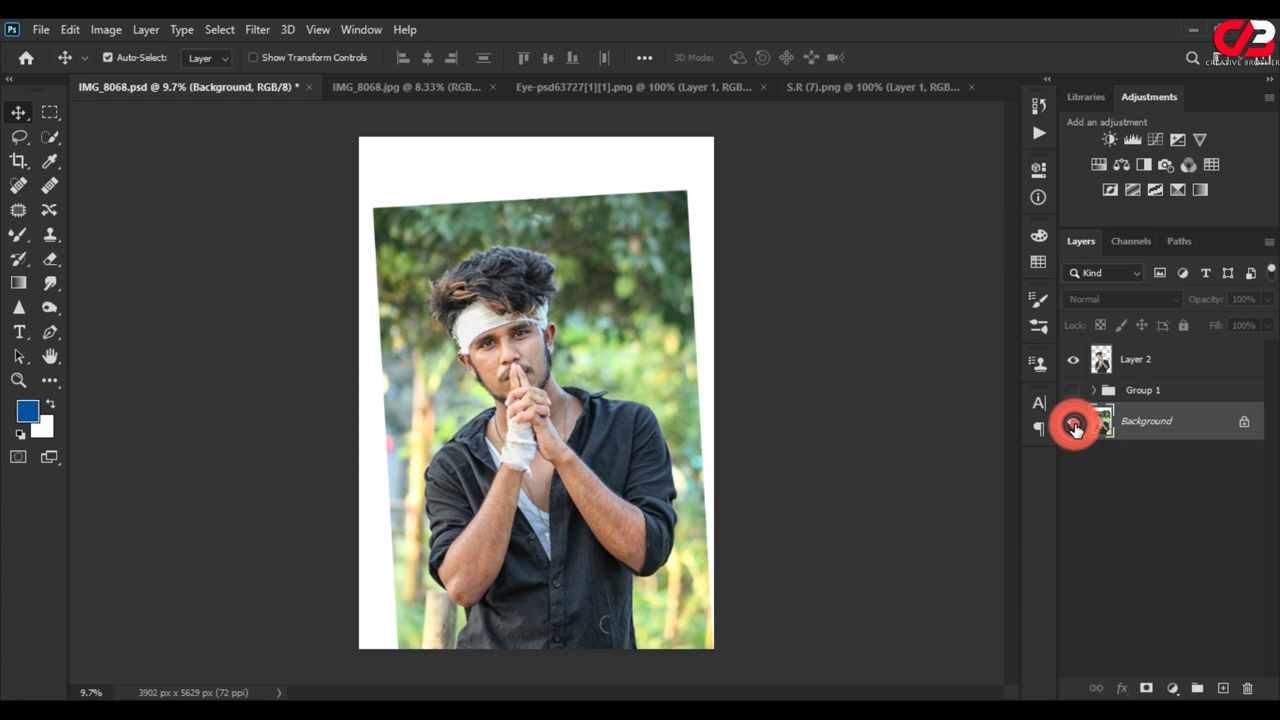 Ps File Edit Image Layer Type Select Filter 3D View Window Help
CREATIVE BROTHER
Auto-Select: Layer Show Transform Controls 3D Mode:
IMG_8068.psd @ 9.7% (Background, RGB/8) * × IMG_8068.jpg @ 8.33% (RGB... × Eye-psd63727[1][1].png @ 100% (Layer 1, RGB... × S.R (7).png @ 100% (Layer 1, RGB... ×
Libraries Adjustments
Add an adjustment
Layers Channels Paths
Kind
Normal Opacity: 100%
Lock: Fill: 100%
Layer 2
Group 1
Background
9.7% 3902 px x 5629 px (72 ppi)